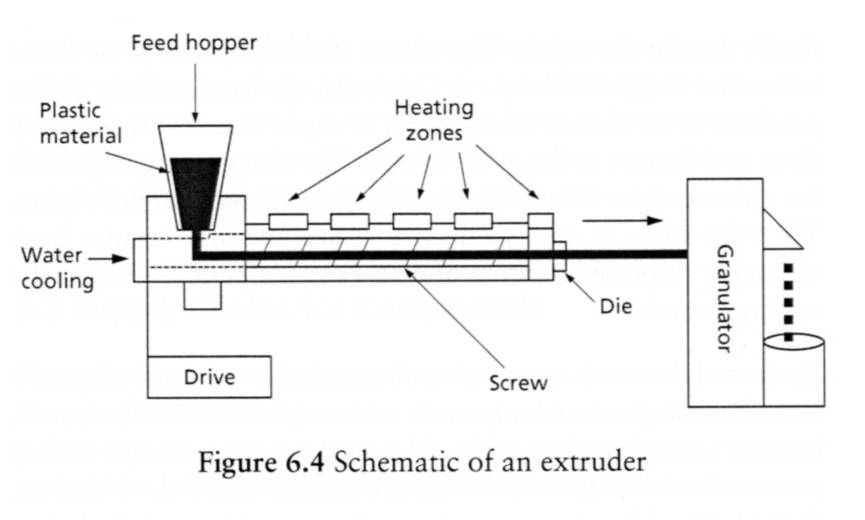 Feed hopper
Plastic
material
Heating
zones
Water
cooling
Granulator
Die
Drive
Screw
Figure 6.4 Schematic of an extruder